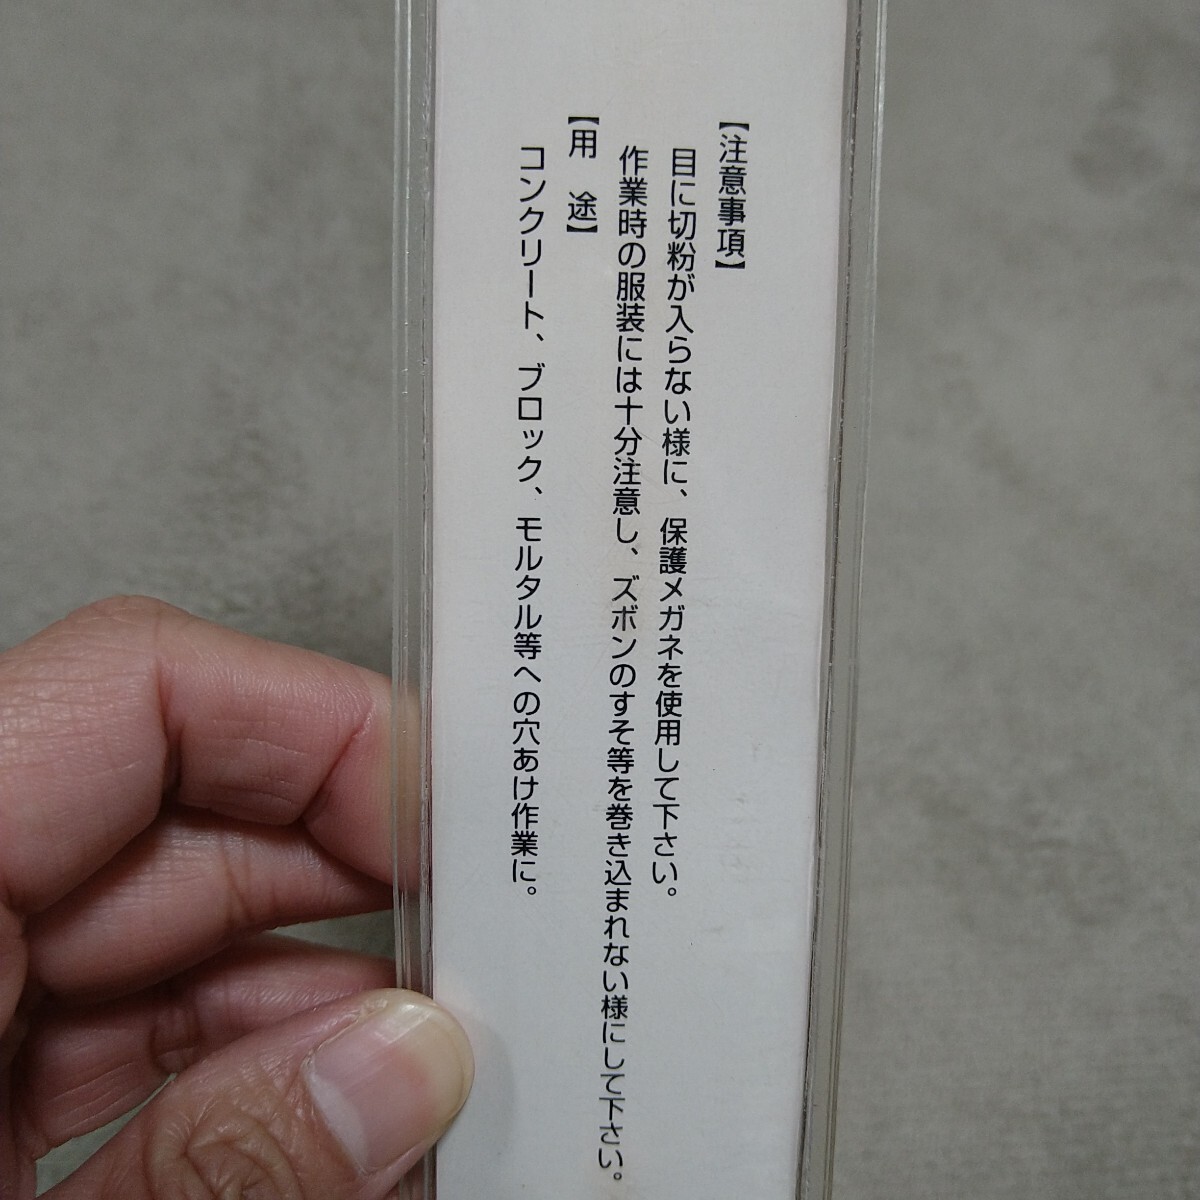 【注意事項】
目に切粉が入らない様に、保護メガネを使用して下さい。
作業時の服装には十分注意し、ズボンのすそ等を巻き込まれない様にして下さい。
【用　途】
コンクリート、ブロック、モルタル等への穴あけ作業に。